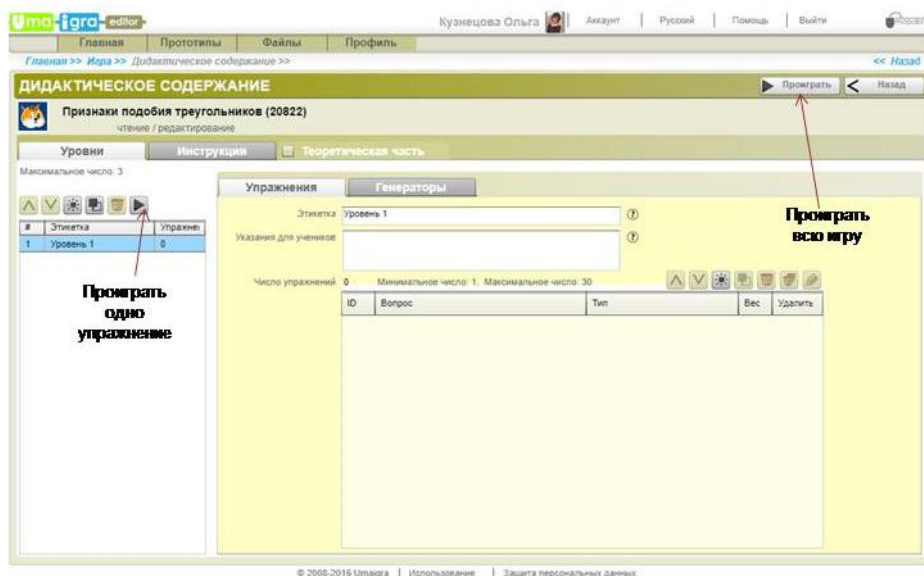 Uma-igra-editor
Кузнецова Ольга Аккаунт | Русский | Помощь | Выйти
Главная Прототипы Файлы Профиль
Главная >> Игра >> Дидактическое содержание >> << Назад
ДИДАКТИЧЕСКОЕ СОДЕРЖАНИЕ Проиграть Назад
Признаки подобия треугольников (20822)
чтение / редактирование
Уровни Инструкции Теоретическая часть
Максимальное число: 3
Упражнения Генераторы
Этикетка Уровень 1
# Этикетка Упражнен
1 Уровень 1 0
Указания для учеников
Число упражнений 0 Минимальное число: 1, Максимальное число: 30
ID Вопрос Тип Вес Удалить
Проиграть
всю игру
Проиграть
одно
упражнение
© 2008-2016 Umaigra | Использование | Защита персональных данных